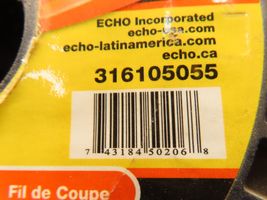 ECHO Incorporated
echo-usa.com
echo-latinamerica.com
echo.ca
316105055
7 43184 50206 8
Fil de Coupe